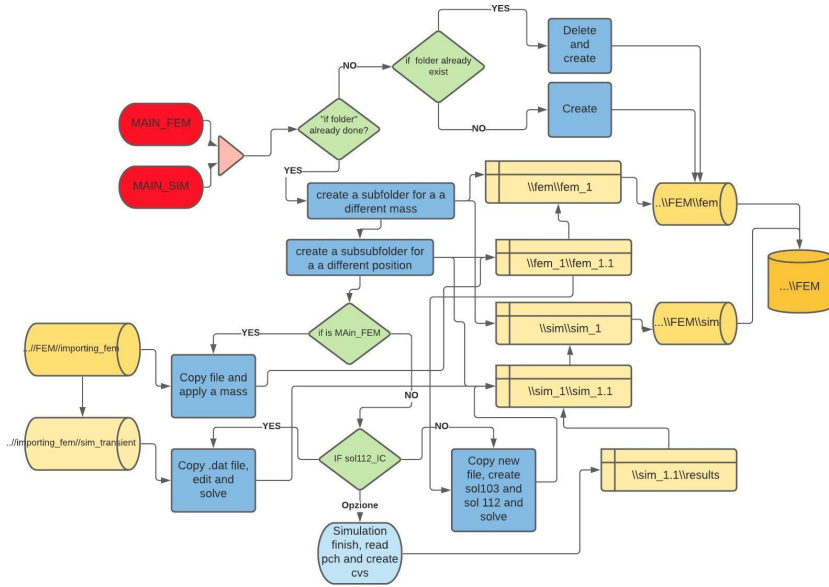 YES
Delete
and
create
if folder already
exist
NO
Create
NO
MAIN_FEM
"if folder"
already done?
MAIN_SIM
YES
\\fem\\fem_1
create a subfolder for a a
different mass
..\\FEM\\fem
create a subsubfolder for
a a different position
\\fem_1\\fem_1.1
...\\FEM
\\sim\\sim_1
...\\FEM\\sim
if is MAin_FEM
YES
...//FEM//importing_fem
Copy file and
apply a mass
\\sim_1\\sim_1.1
NO
..//importing_fem//sim_transient
YES
NO
Copy .dat file,
edit and
solve
IF sol112_IC
Copy new
file, create
sol103 and
sol 112 and
solve
\\sim_1.1\\results
Opzione
Simulation
finish, read
pch and create
cvs